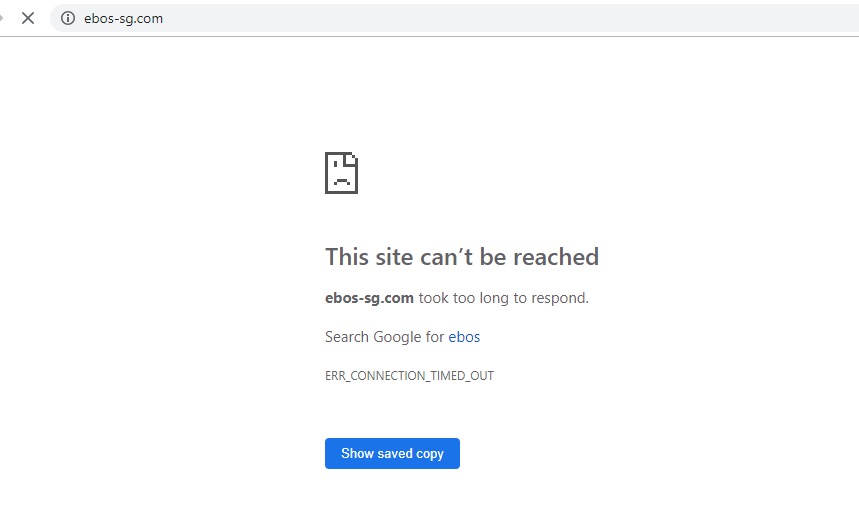 ebos-sg.com
This site can’t be reached
ebos-sg.com took too long to respond.
Search Google for ebos
ERR_CONNECTION_TIMED_OUT
Show saved copy